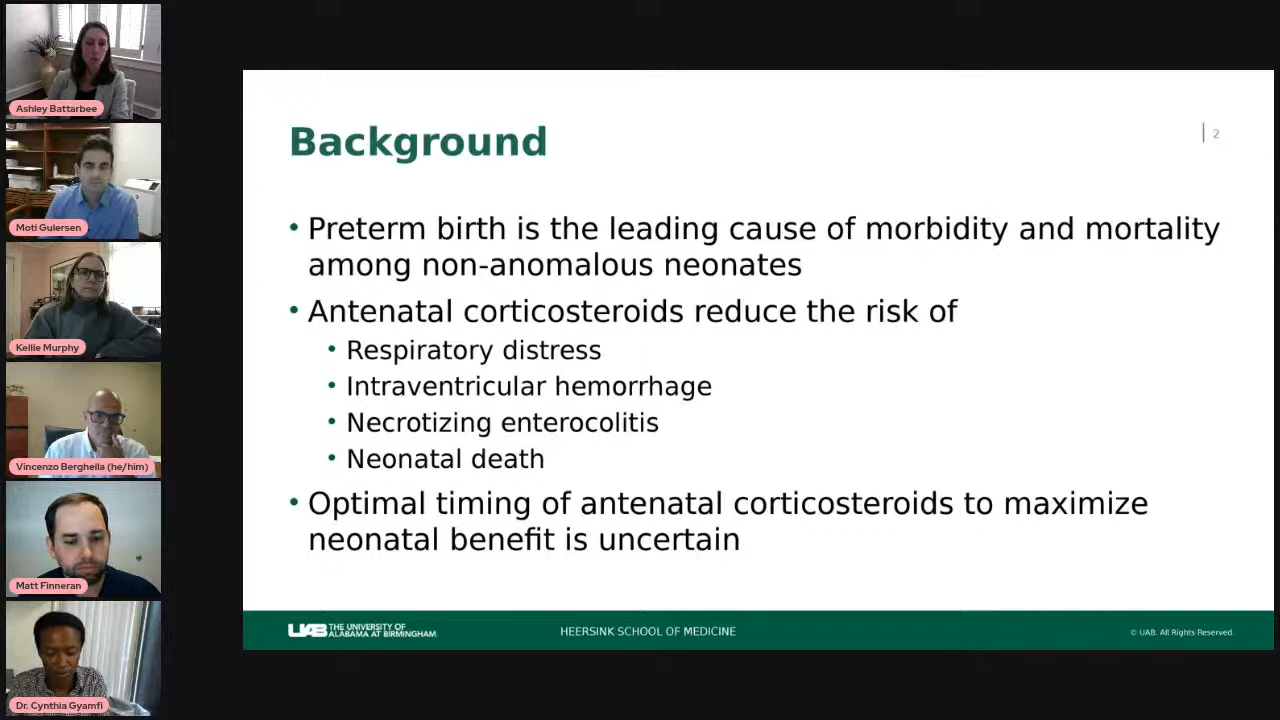 Ashley Battarbee
Moti Gulersen
Kellie Murphy
Vincenzo Berghella (he/him)
Matt Finneran
Dr. Cynthia Gyamfi
Background
2
• Preterm birth is the leading cause of morbidity and mortality
among non-anomalous neonates
• Antenatal corticosteroids reduce the risk of
• Respiratory distress
• Intraventricular hemorrhage
• Necrotizing enterocolitis
• Neonatal death
• Optimal timing of antenatal corticosteroids to maximize
neonatal benefit is uncertain
UAB THE UNIVERSITY OF
ALABAMA AT BIRMINGHAM.
HEERSINK SCHOOL OF MEDICINE
© UAB. All Rights Reserved.